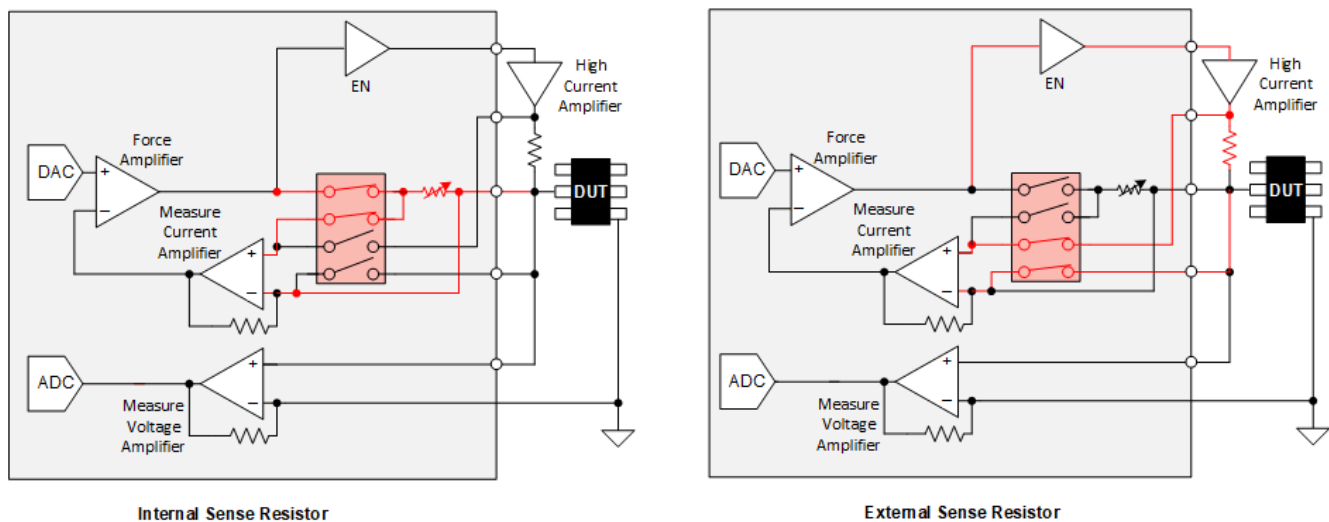 EN
High
Current
Amplifier
Force
Amplifier
DAC
+
−
DUT
Measure
Current
Amplifier
+
−
ADC
+
−
Measure
Voltage
Amplifier
Internal Sense Resistor
EN
High
Current
Amplifier
Force
Amplifier
DAC
+
−
DUT
Measure
Current
Amplifier
+
−
ADC
+
−
Measure
Voltage
Amplifier
External Sense Resistor